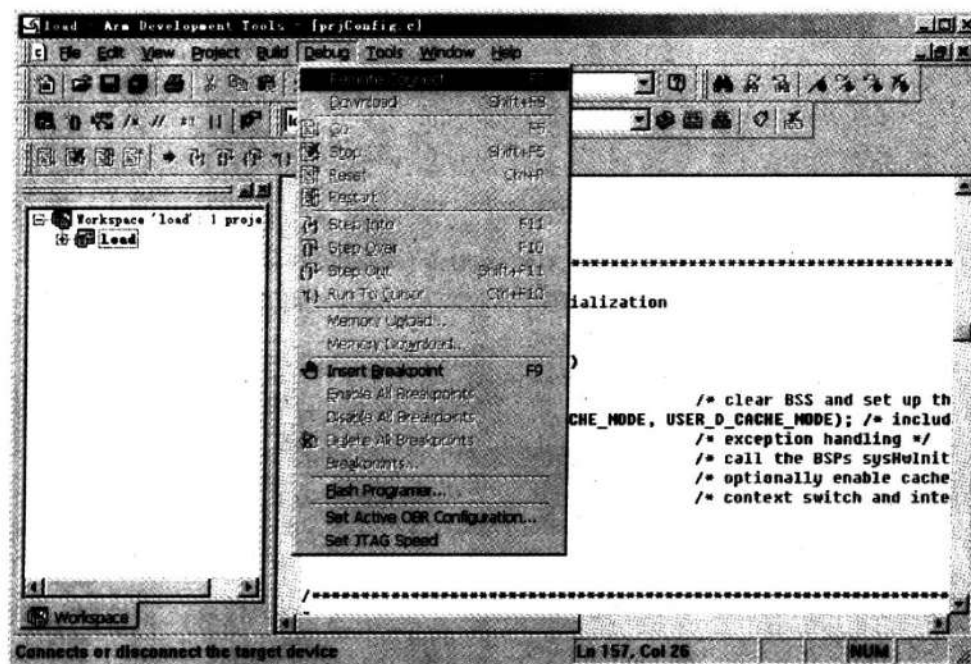 load - Arm Development Tools - [prjConfig.c]
File Edit View Project Build Debug Tools Window Help
Remote Connect F8
Download Shift+F8
Go F5
Stop Shift+F5
Reset Ctrl+R
Restart
Step Into F11
Step Over F10
Step Out Shift+F11
Run To Cursor Ctrl+F10
Memory Upload...
Memory Download...
Insert Breakpoint F9
Enable All Breakpoints
Disable All Breakpoints
Delete All Breakpoints
Breakpoints...
Flash Programer...
Set Active OBR Configuration...
Set JTAG Speed
Workspace 'load': 1 proje
load
Workspace
ialization
)
/* clear BSS and set up th
CHE_MODE, USER_D_CACHE_MODE); /* includ
/* exception handling */
/* call the BSPs sysHwInit
/* optionally enable cache
/* context switch and inte
/****************************************************
Connects or disconnect the target device Ln 157, Col 26 NUM